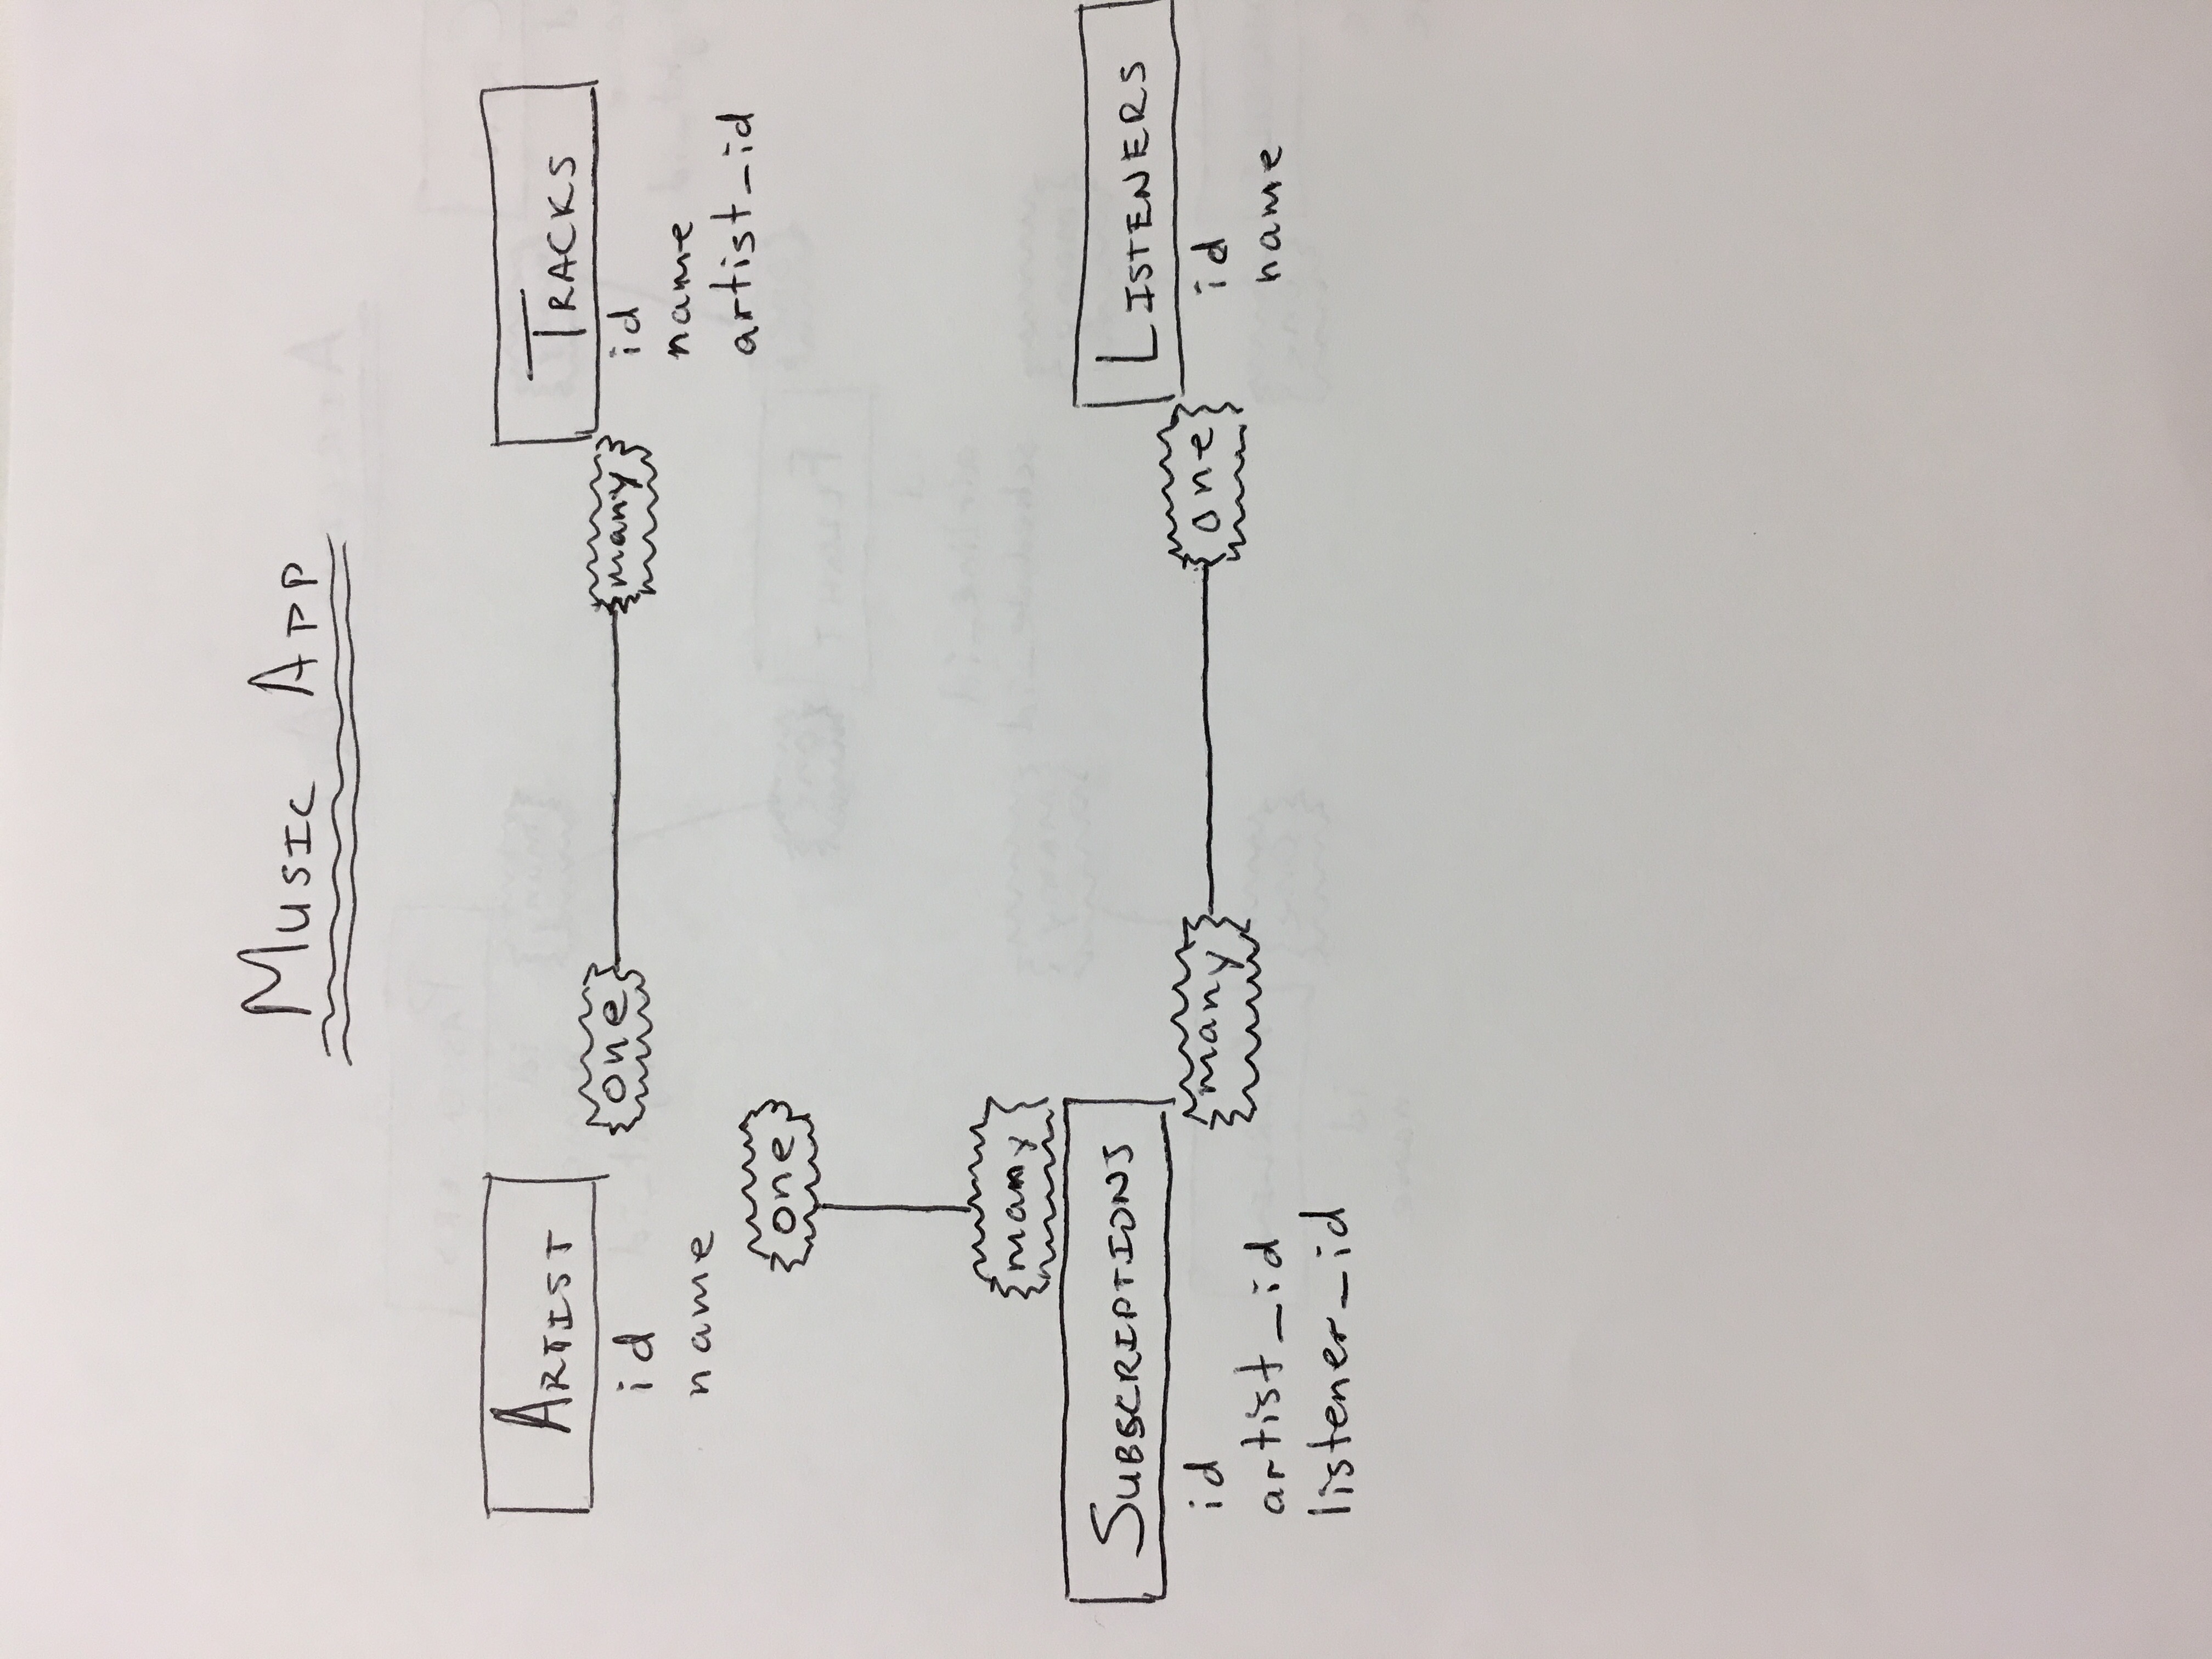 Music App
Artist
id
name
one
many
Tracks
id
name
artist_id
one
many
Subscriptions
id
artist_id
listener_id
many
one
Listeners
id
name